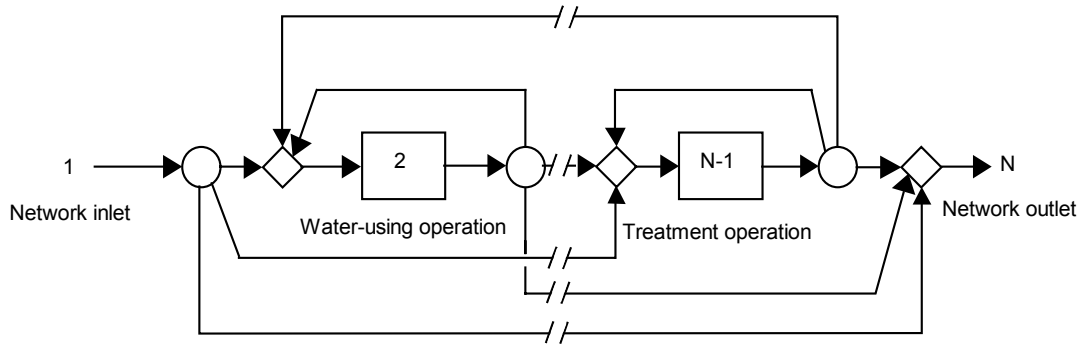 1
Network inlet
2
Water-using operation
N-1
Treatment operation
N
Network outlet